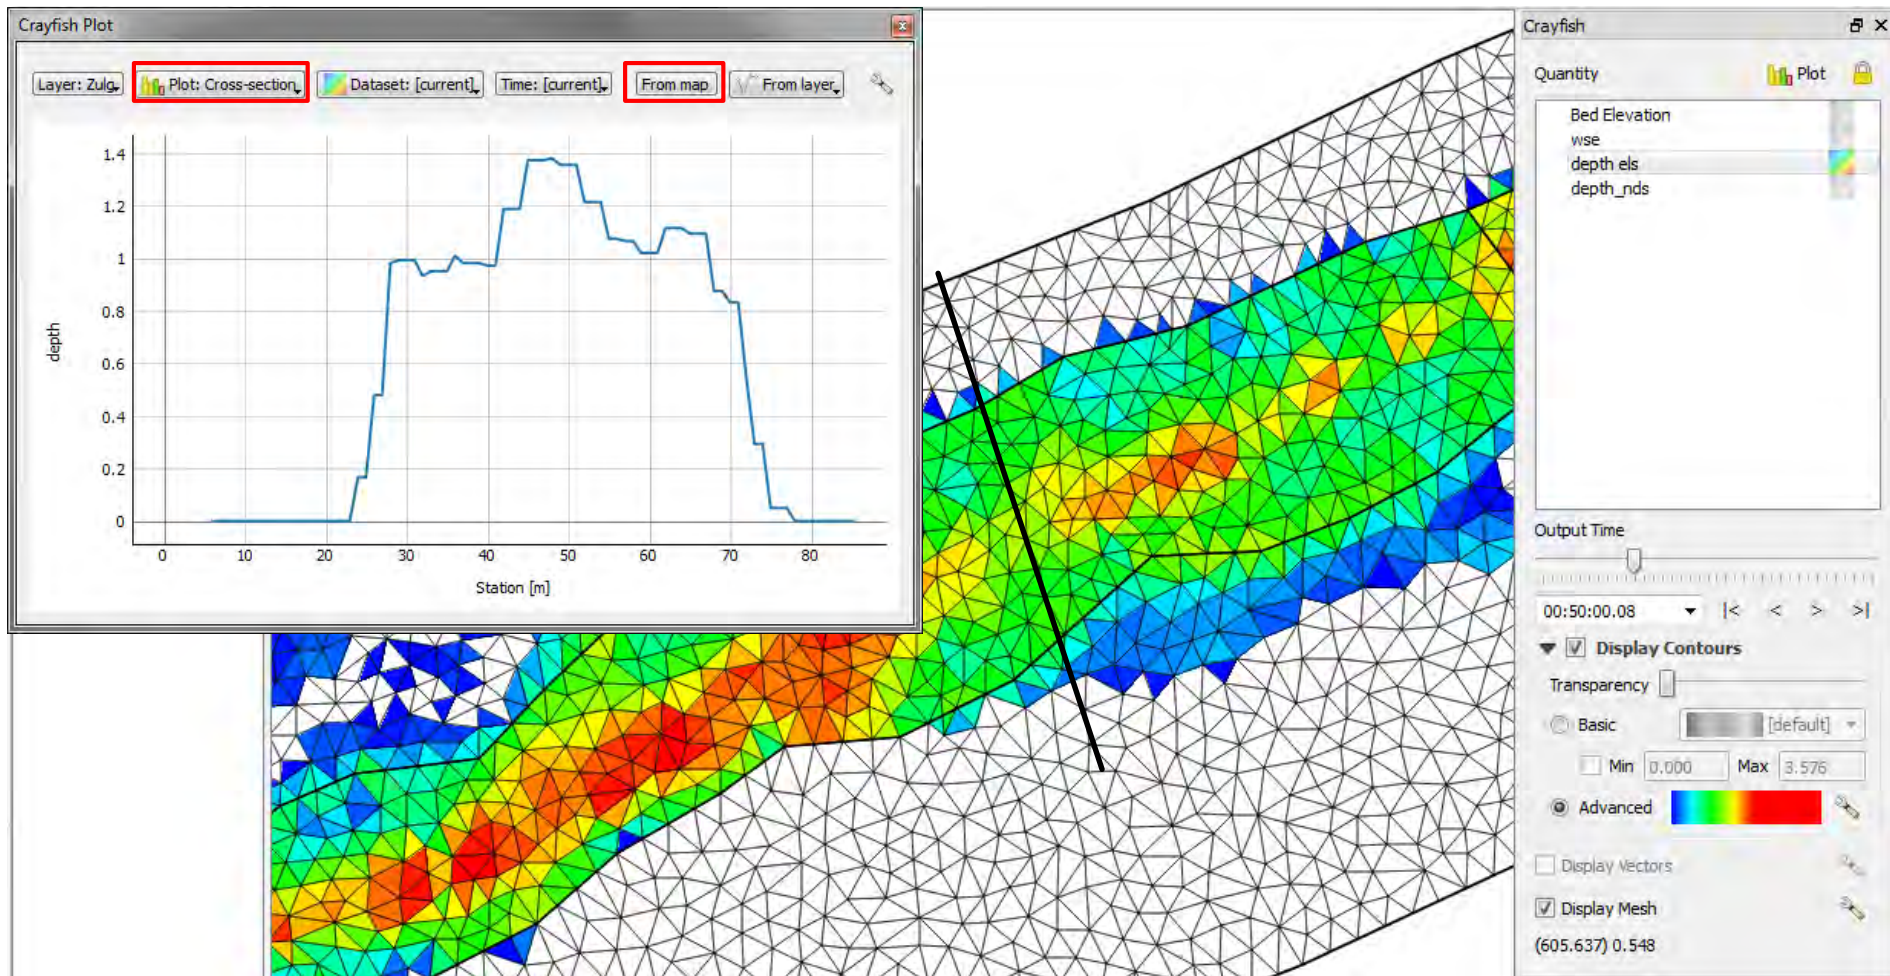 Crayfish Plot
Layer: Zulg
Plot: Cross-section
Dataset: [current]
Time: [current]
From map
From layer
1.4
1.2
1
0.8
0.6
0.4
0.2
0
depth
0 10 20 30 40 50 60 70 80
Station [m]
Crayfish
Quantity
Plot
Bed Elevation
wse
depth els
depth_nds
Output Time
00:50:00.08
|< < > >|
Display Contours
Transparency
Basic
[default]
Min 0.000 Max 3.576
Advanced
Display Vectors
Display Mesh
(605.637) 0.548